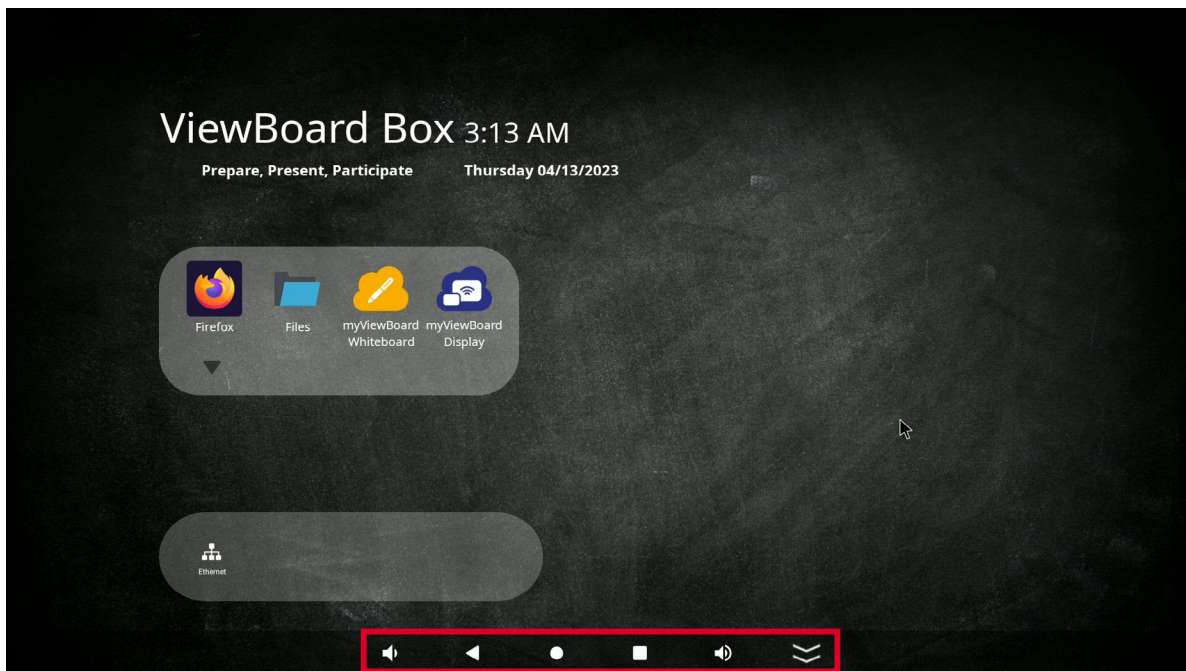 ViewBoard Box 3:13 AM
Prepare, Present, Participate Thursday 04/13/2023
Firefox Files myViewBoard myViewBoard
Whiteboard Display
Ethernet